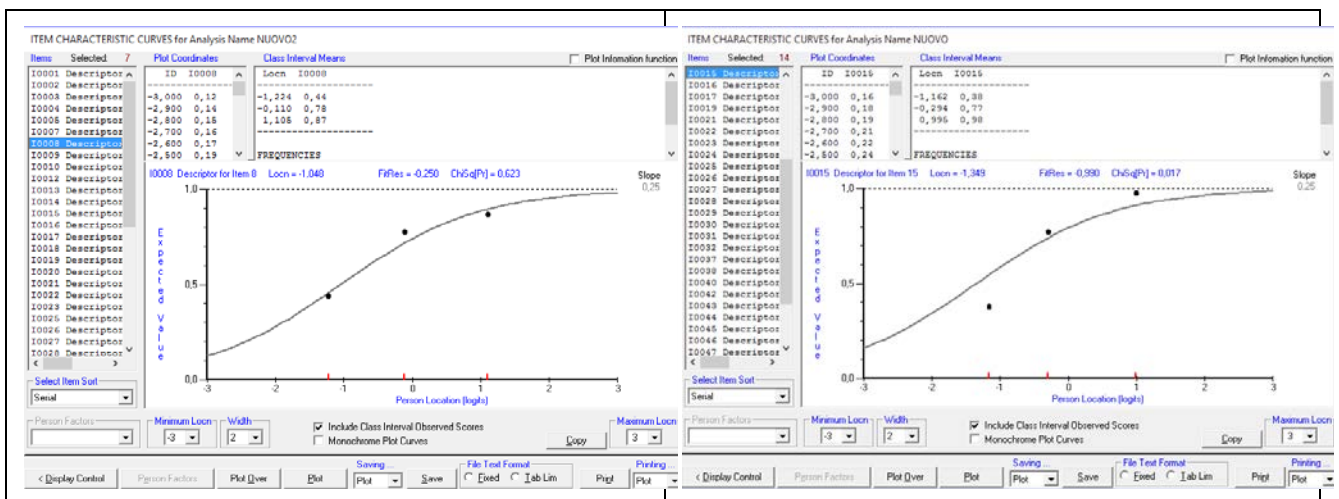 ITEM CHARACTERISTIC CURVES for Analysis Name NUOVO2
Items Selected 7 Plot Coordinates Class Interval Means Plot Infomation function
I0001 Descriptor
I0002 Descriptor
I0003 Descriptor
I0004 Descriptor
I0005 Descriptor
I0007 Descriptor
I0008 Descriptor
I0009 Descriptor
I0010 Descriptor
I0012 Descriptor
I0013 Descriptor
I0014 Descriptor
I0015 Descriptor
I0016 Descriptor
I0017 Descriptor
I0018 Descriptor
I0019 Descriptor
I0020 Descriptor
I0021 Descriptor
I0022 Descriptor
I0023 Descriptor
I0025 Descriptor
I0026 Descriptor
I0027 Descriptor
I0028 Descriptor
ID I0008
-3,000 0,12
-2,900 0,14
-2,800 0,15
-2,700 0,16
-2,600 0,17
-2,500 0,19
Locn I0008
-1,224 0,44
-0,110 0,78
1,105 0,87
FREQUENCIES
I0008 Descriptor for Item 8 Locn = -1,048 FitRes = -0,250 ChiSq[Pr] = 0,623 Slope
0,25
1,0
Expected Value
0,5
0,0
-3 -2 -1 0 1 2 3
Person Location (logits)
Select Item Sort
Serial
Person Factors Minimum Locn Width Maximum Locn
-3 2 3
Include Class Interval Observed Scores
Monochrome Plot Curves
Copy
Saving... File Text Format Printing...
< Display Control Person Factors Plot Over Plot Plot Save Fixed Tab Lim Print Plot
ITEM CHARACTERISTIC CURVES for Analysis Name NUOVO
Items Selected 14 Plot Coordinates Class Interval Means Plot Infomation function
I0015 Descriptor
I0016 Descriptor
I0017 Descriptor
I0019 Descriptor
I0021 Descriptor
I0022 Descriptor
I0023 Descriptor
I0024 Descriptor
I0025 Descriptor
I0026 Descriptor
I0027 Descriptor
I0028 Descriptor
I0029 Descriptor
I0030 Descriptor
I0031 Descriptor
I0032 Descriptor
I0037 Descriptor
I0038 Descriptor
I0040 Descriptor
I0042 Descriptor
I0043 Descriptor
I0044 Descriptor
I0045 Descriptor
I0046 Descriptor
I0047 Descriptor
ID I0015
-3,000 0,16
-2,900 0,18
-2,800 0,19
-2,700 0,21
-2,600 0,22
-2,500 0,24
Locn I0015
-1,162 0,38
-0,294 0,77
0,995 0,98
FREQUENCIES
I0015 Descriptor for Item 15 Locn = -1,349 FitRes = -0,990 ChiSq[Pr] = 0,017 Slope
0,25
1,0
Expected Value
0,5
0,0
-3 -2 -1 0 1 2 3
Person Location (logits)
Select Item Sort
Serial
Person Factors Minimum Locn Width Maximum Locn
-3 2 3
Include Class Interval Observed Scores
Monochrome Plot Curves
Copy
Saving... File Text Format Printing...
< Display Control Person Factors Plot Over Plot Plot Save Fixed Tab Lim Print Plot